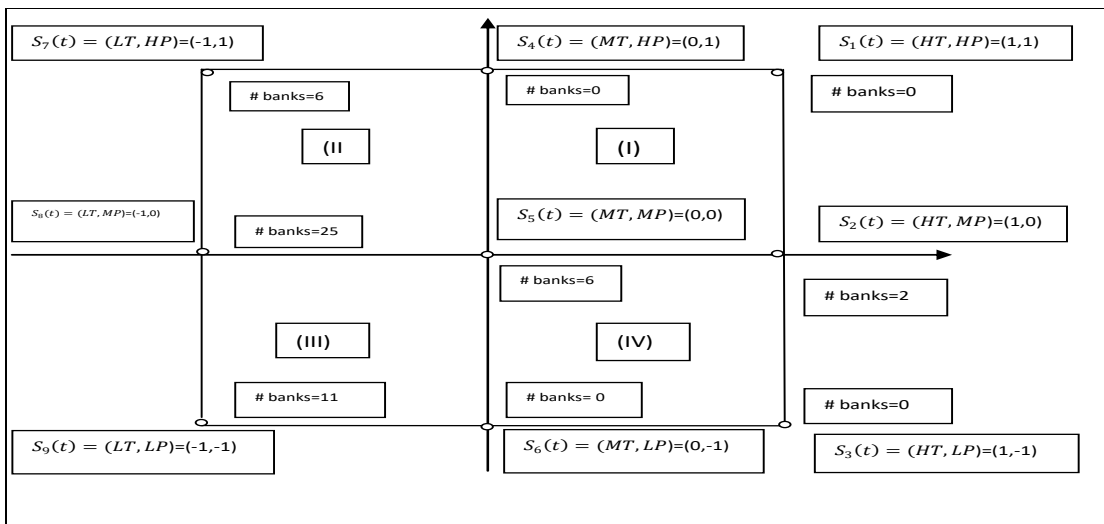 S₇(t) = (LT, HP)=(-1,1)
S₄(t) = (MT, HP)=(0,1)
S₁(t) = (HT, HP)=(1,1)
# banks=6
# banks=0
# banks=0
(II
(I)
S₈(t) = (LT, MP)=(-1,0)
S₅(t) = (MT, MP)=(0,0)
S₂(t) = (HT, MP)=(1,0)
# banks=25
# banks=6
# banks=2
(III)
(IV)
# banks=11
# banks= 0
# banks=0
S₉(t) = (LT, LP)=(-1,-1)
S₆(t) = (MT, LP)=(0,-1)
S₃(t) = (HT, LP)=(1,-1)